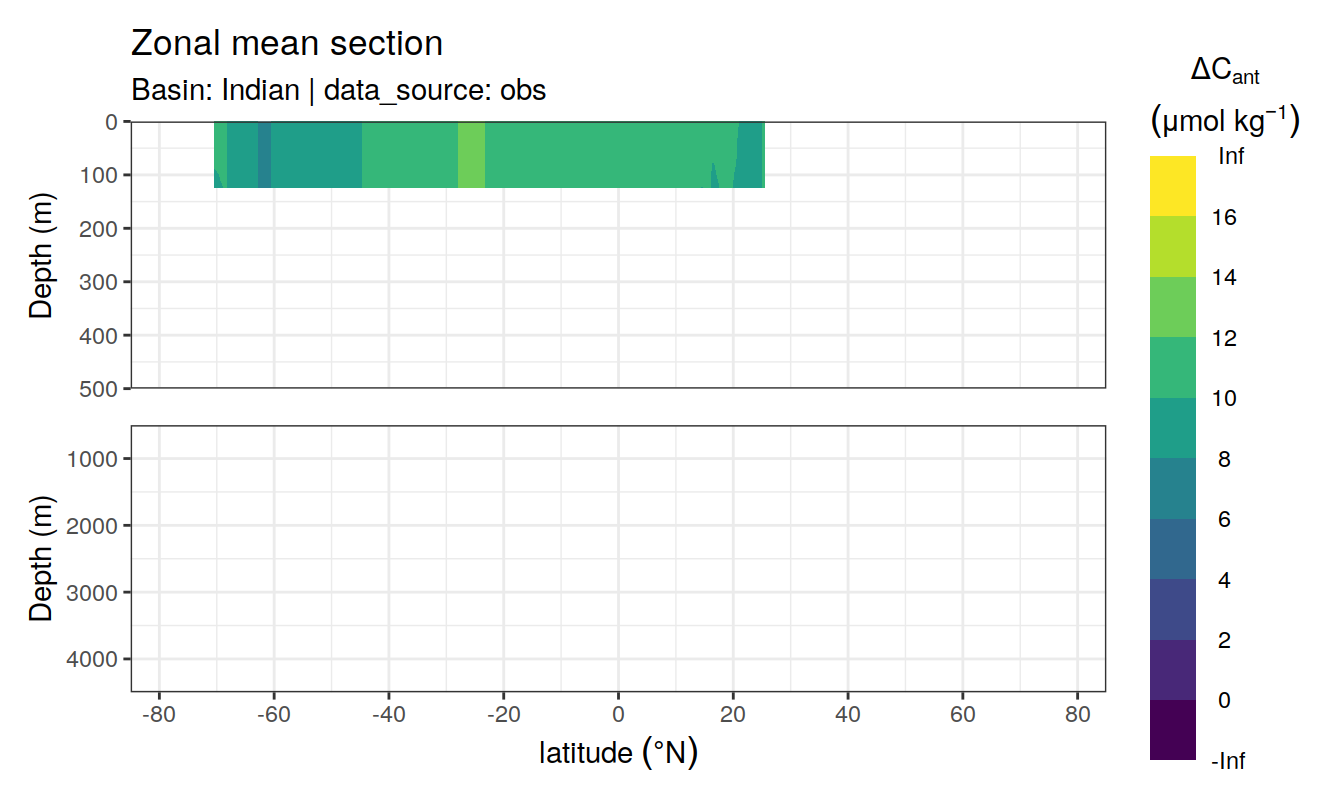 Zonal mean section
Basin: Indian | data_source: obs
ΔCant
(μmol kg−1)
Inf
16
14
12
10
8
6
4
2
0
-Inf
Depth (m)
0
100
200
300
400
500
Depth (m)
1000
2000
3000
4000
-80 -60 -40 -20 0 20 40 60 80
latitude (°N)